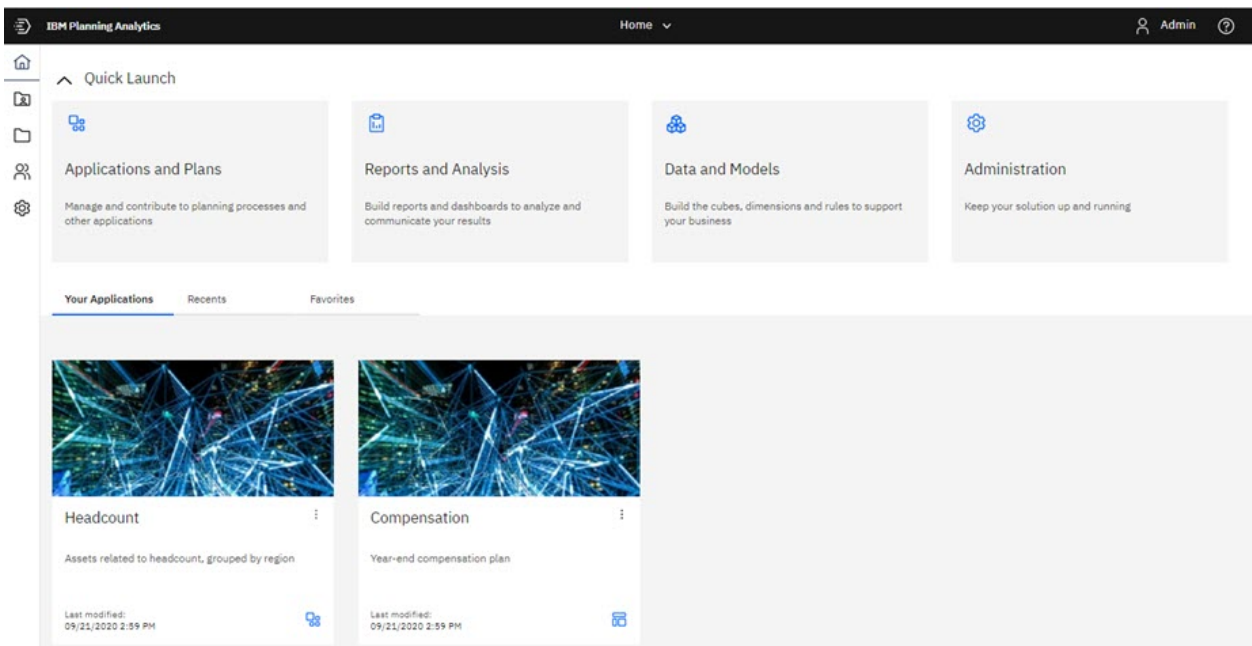 IBM Planning Analytics
Home
Admin
Quick Launch
Applications and Plans
Manage and contribute to planning processes and
other applications
Reports and Analysis
Build reports and dashboards to analyze and
communicate your results
Data and Models
Build the cubes, dimensions and rules to support
your business
Administration
Keep your solution up and running
Your Applications
Recents
Favorites
Headcount
Assets related to headcount, grouped by region
Last modified:
09/21/2020 2:59 PM
Compensation
Year-end compensation plan
Last modified:
09/21/2020 2:59 PM